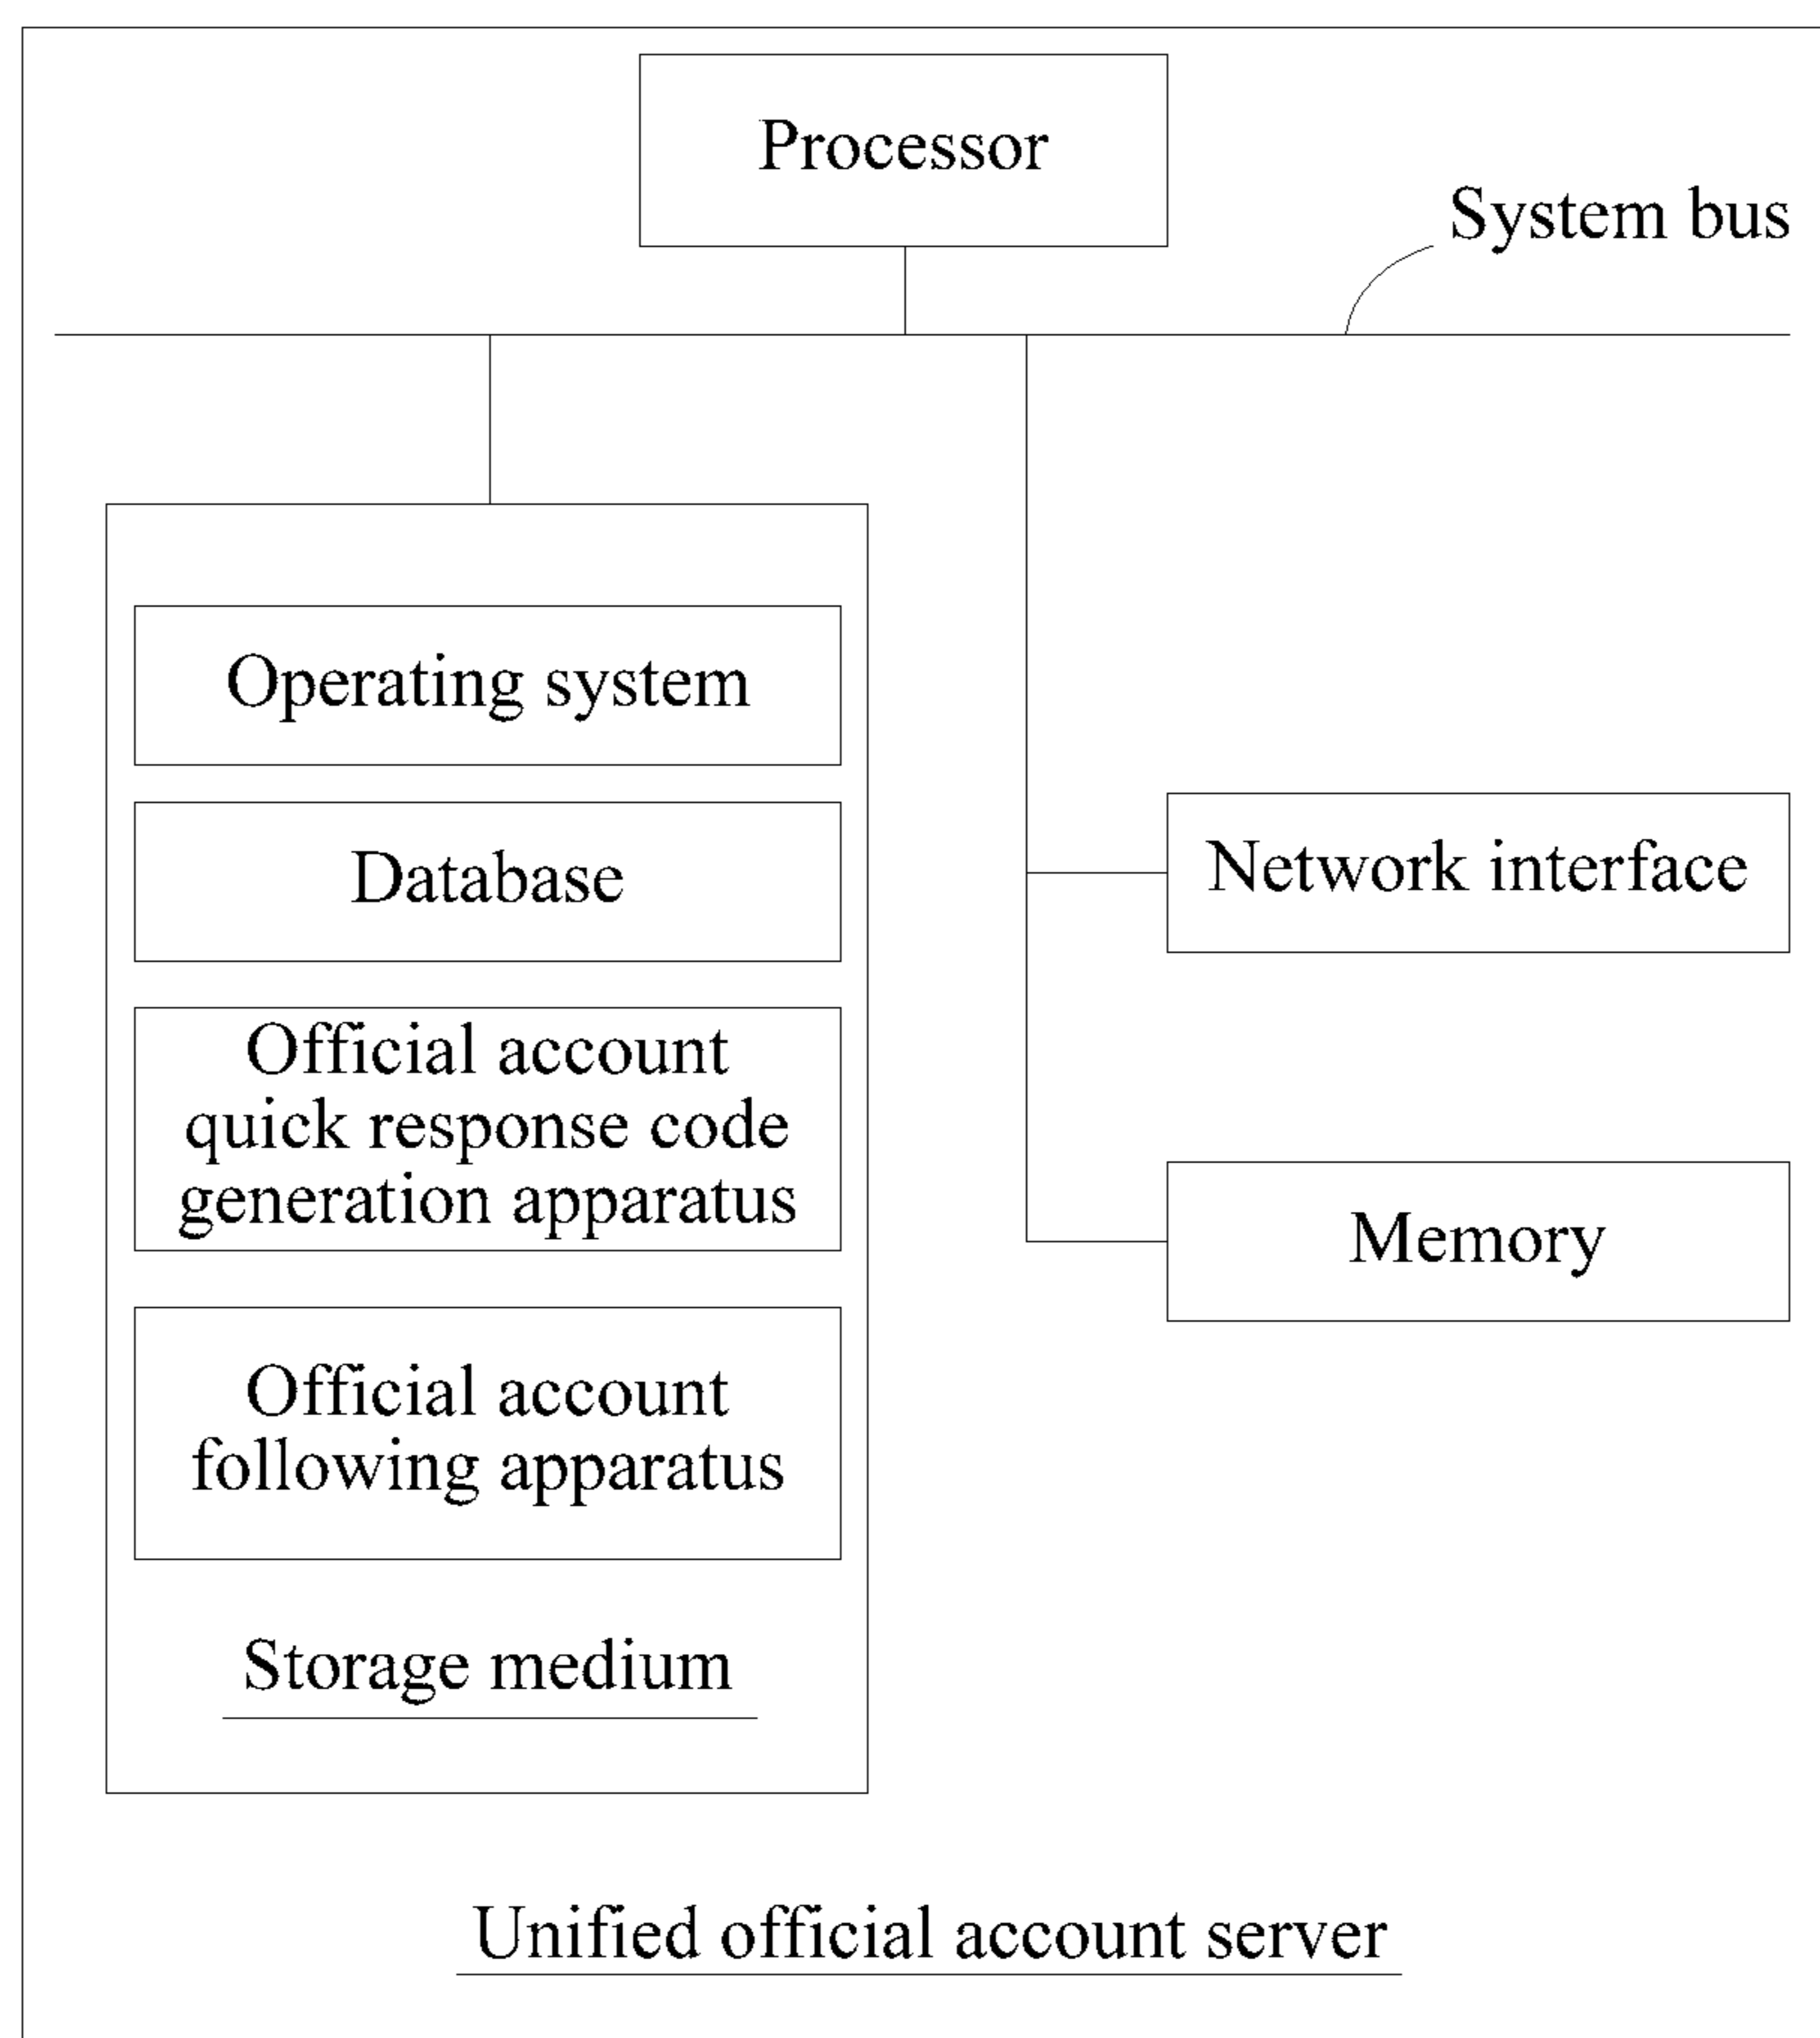 Processor
System bus
Operating system
Database
Network interface
Official account
quick response code
generation apparatus
Memory
Official account
following apparatus
Storage medium
Unified official account server